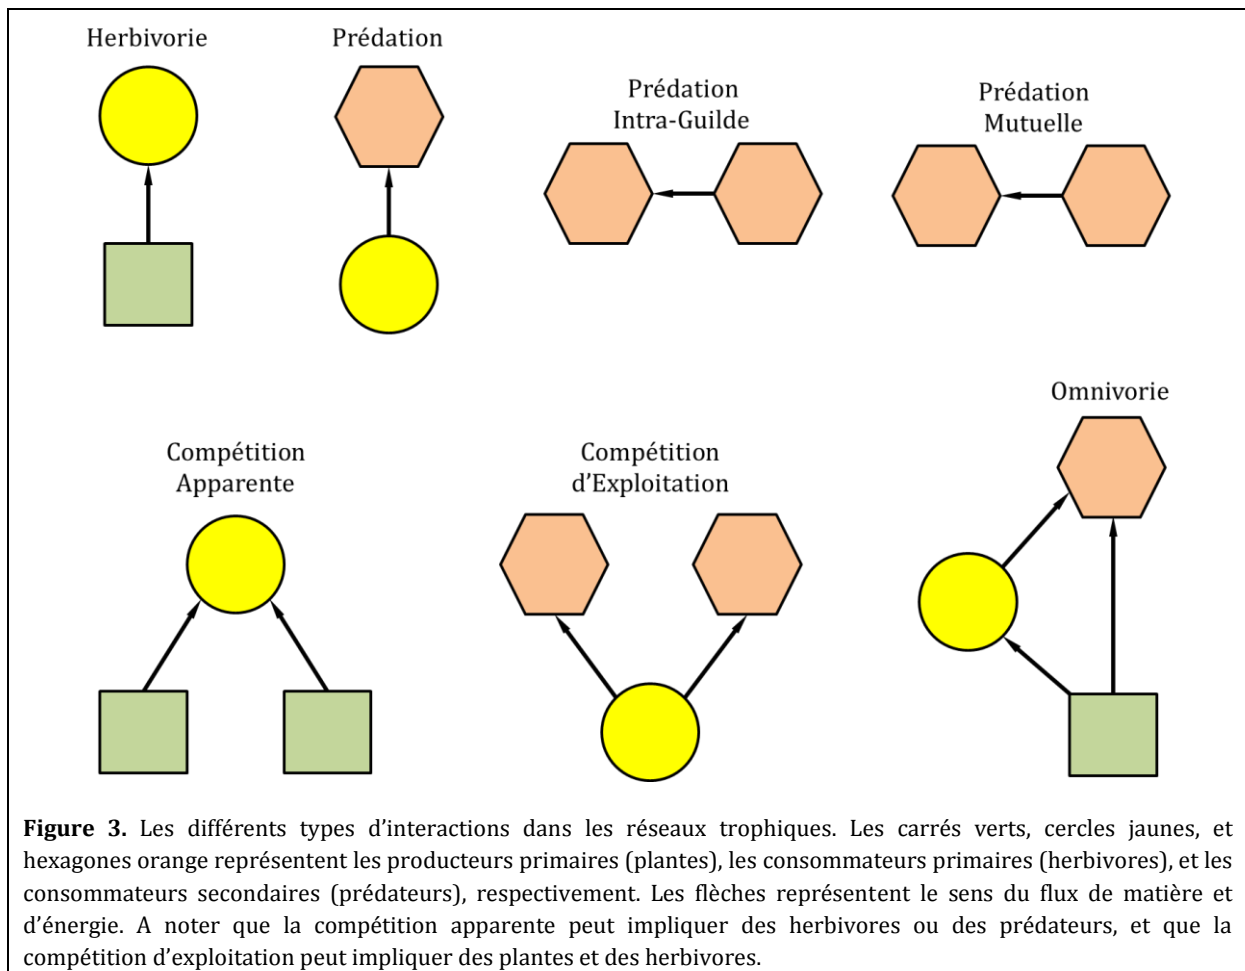 Herbivorie
Prédation
Prédation
Intra-Guilde
Prédation
Mutuelle
Compétition
Apparente
Compétition
d'Exploitation
Omnivorie
Figure 3. Les différents types d'interactions dans les réseaux trophiques. Les carrés verts, cercles jaunes, et
hexagones orange représentent les producteurs primaires (plantes), les consommateurs primaires (herbivores), et les
consommateurs secondaires (prédateurs), respectivement. Les flèches représentent le sens du flux de matière et
d'énergie. A noter que la compétition apparente peut impliquer des herbivores ou des prédateurs, et que la
compétition d'exploitation peut impliquer des plantes et des herbivores.